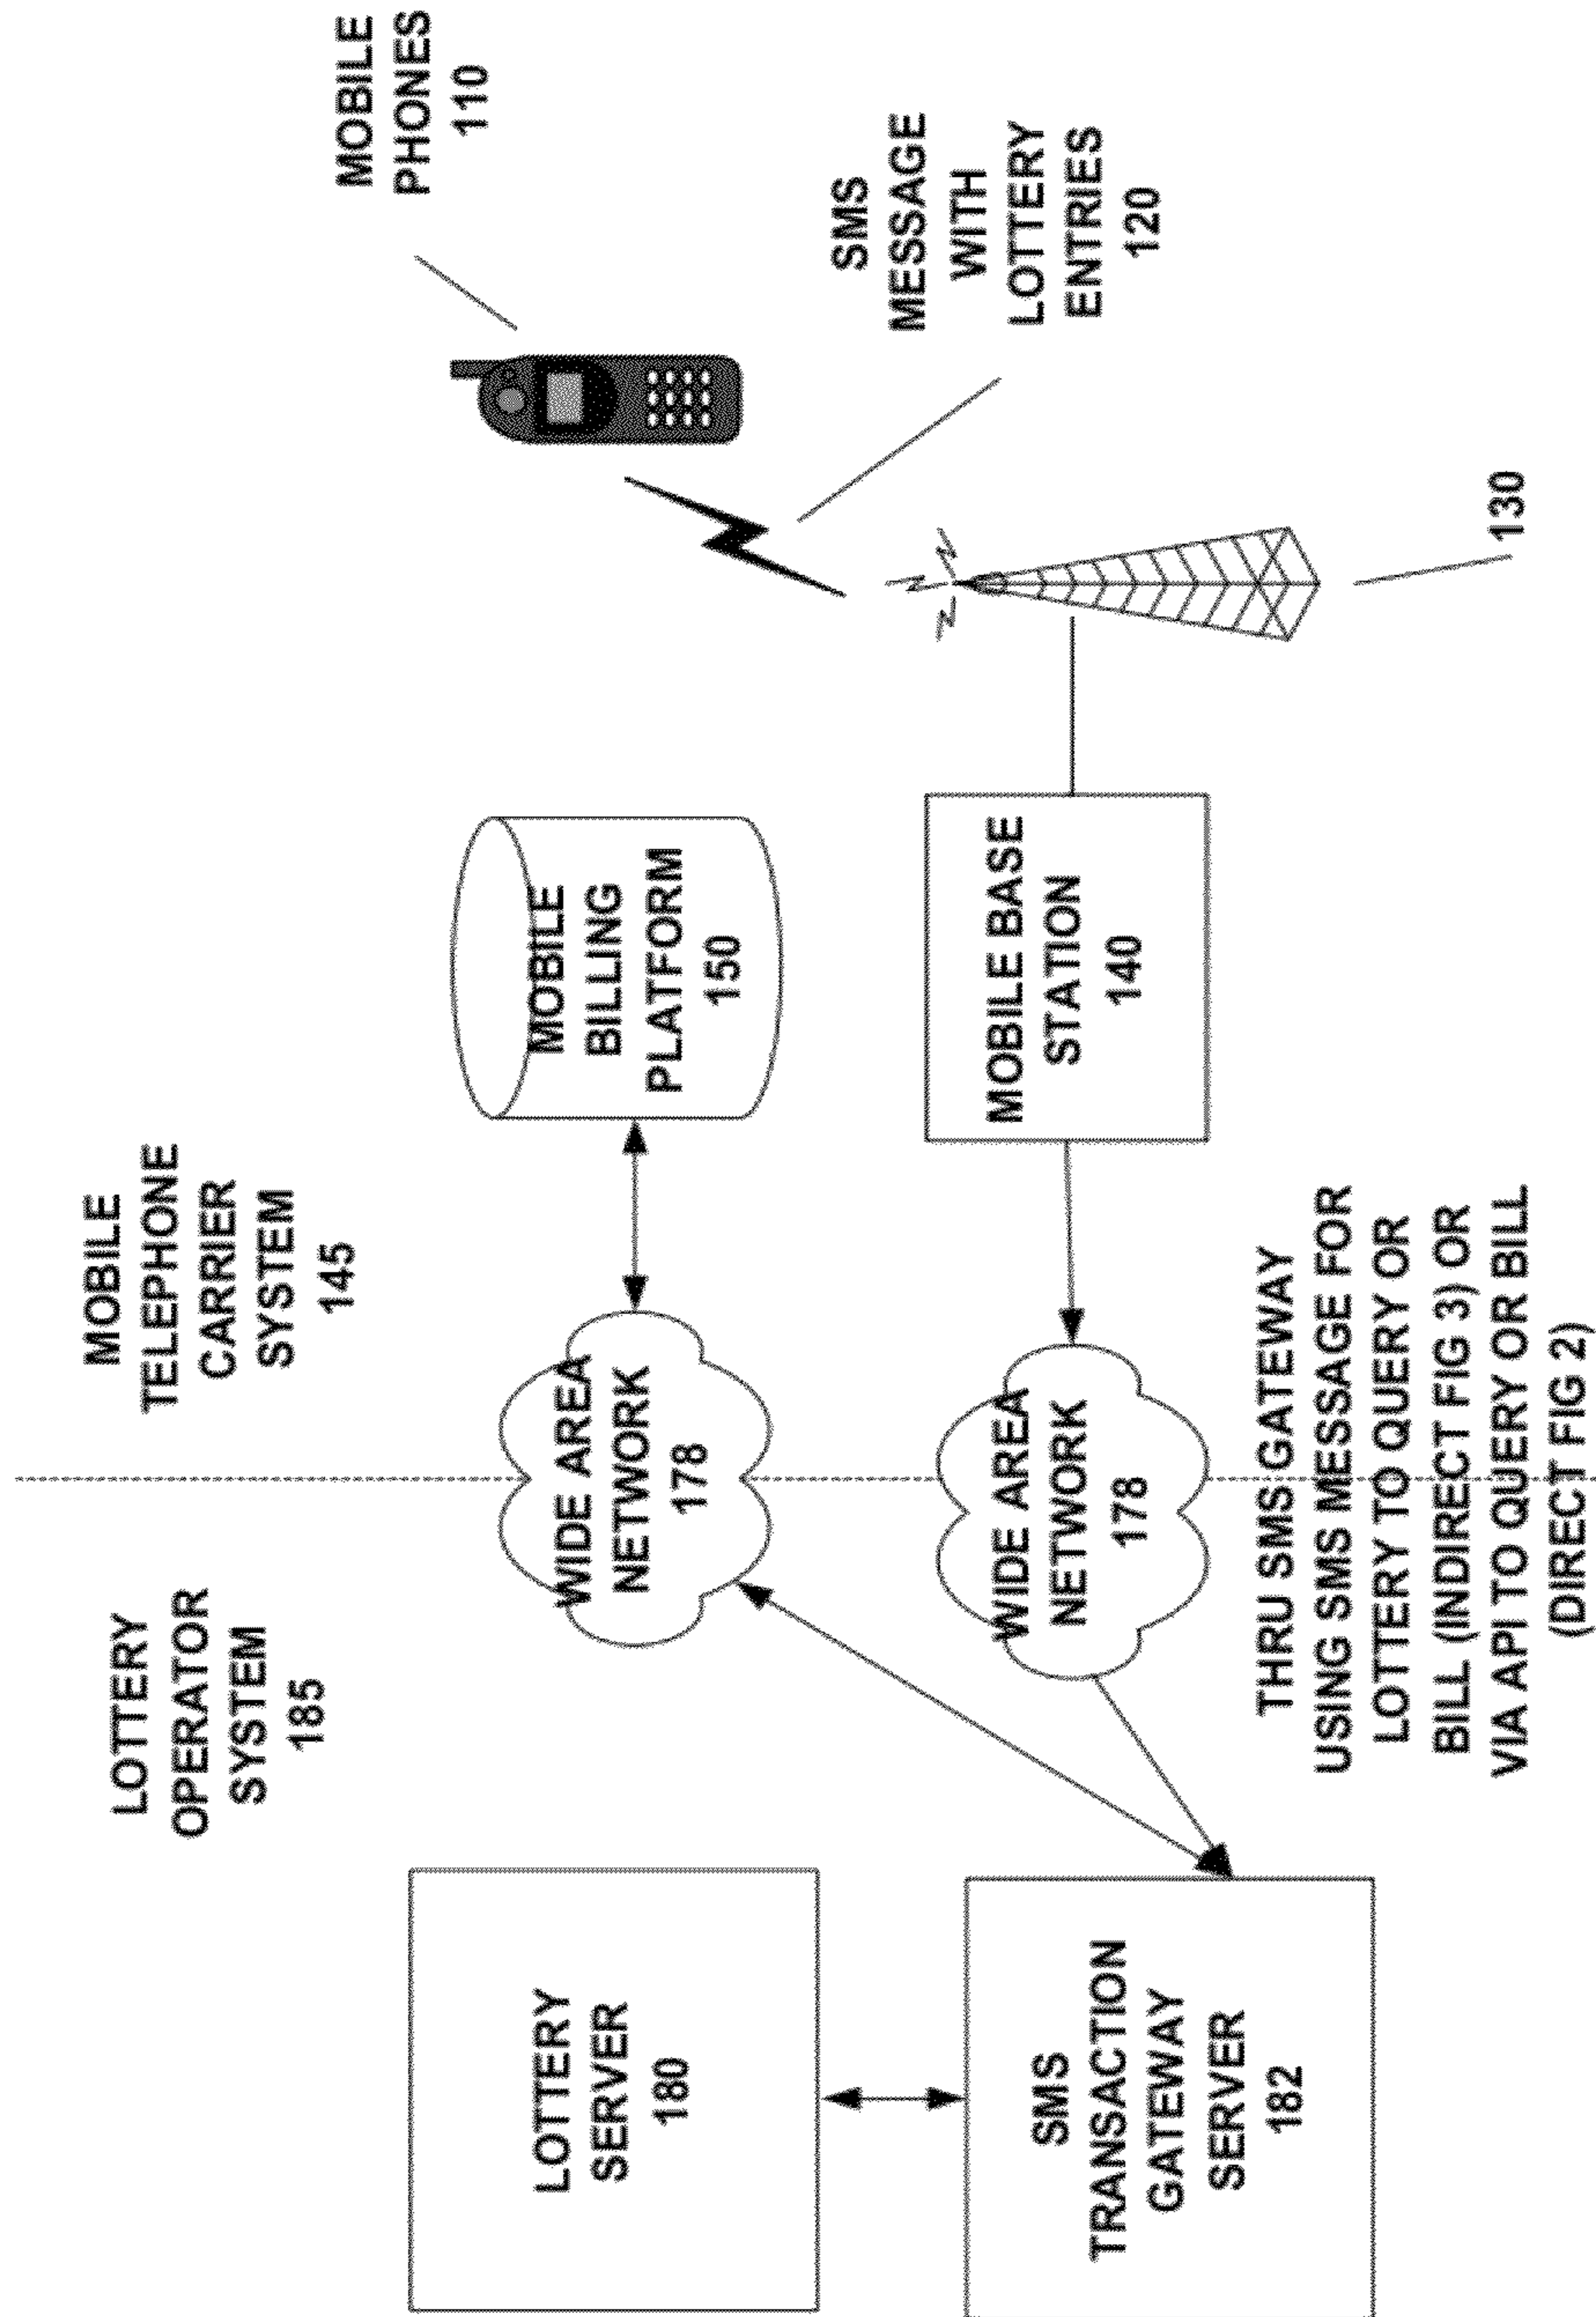 LOTTERY
OPERATOR
SYSTEM
185
MOBILE
TELEPHONE
CARRIER
SYSTEM
145
MOBILE
PHONES
110
LOTTERY
SERVER
180
WIDE AREA
NETWORK
178
MOBILE
BILLING
PLATFORM
150
SMS
MESSAGE
WITH
LOTTERY
ENTRIES
120
SMS
TRANSACTION
GATEWAY
SERVER
182
WIDE AREA
NETWORK
178
MOBILE BASE
STATION
140
130
THRU SMS GATEWAY
USING SMS MESSAGE FOR
LOTTERY TO QUERY OR
BILL (INDIRECT FIG 3) OR
VIA API TO QUERY OR BILL
(DIRECT FIG 2)